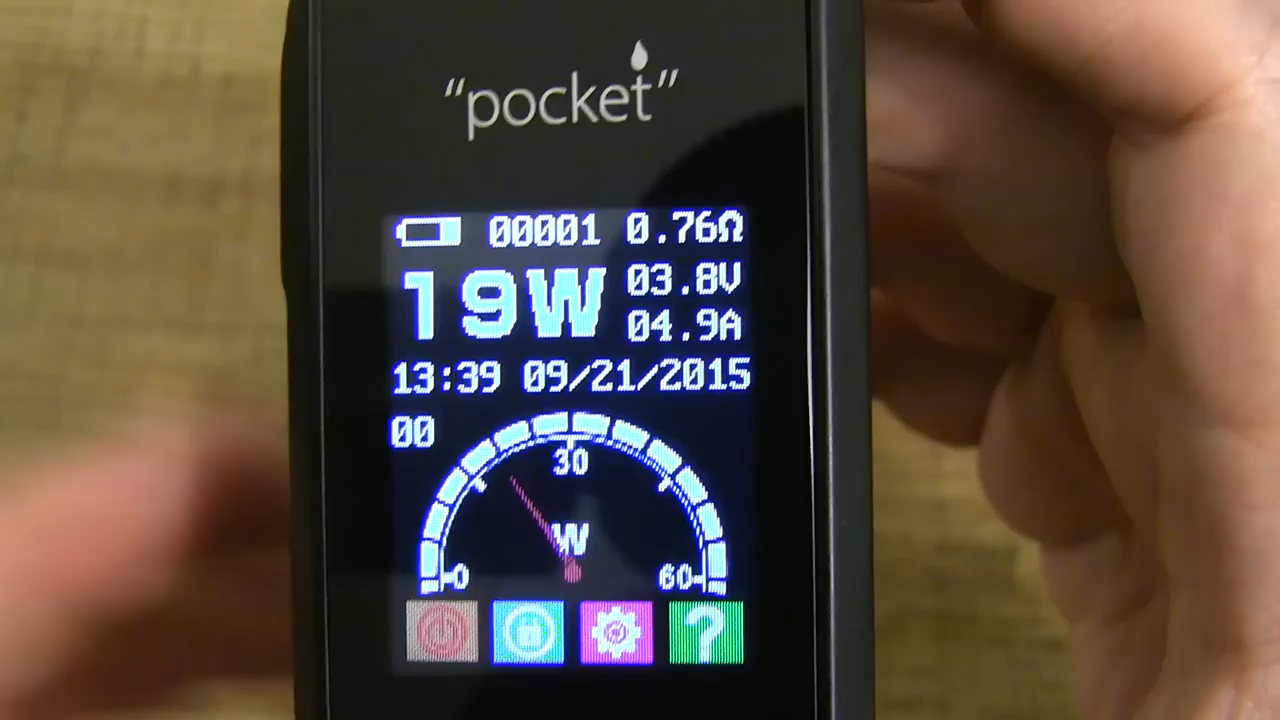 “pocket”
00001 0.76Ω
19W 03.8V
04.9A
13:39 09/21/2015
00
30
W
0 60
?